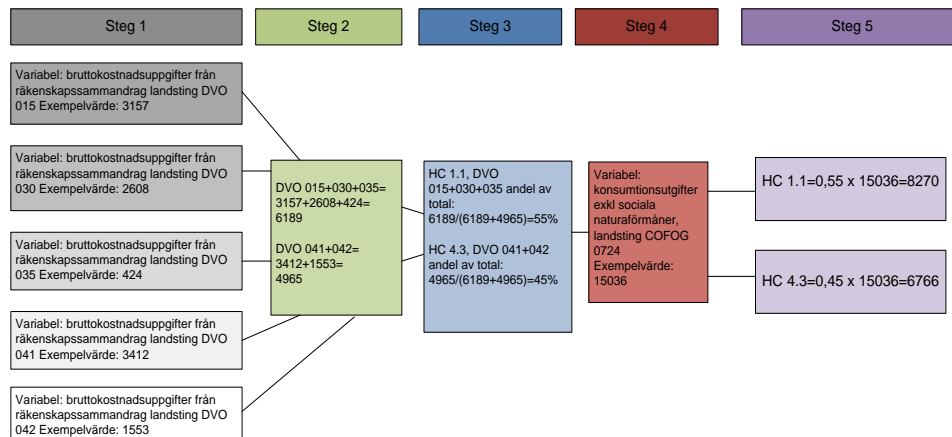 Steg 1
Steg 2
Steg 3
Steg 4
Steg 5
Variabel: bruttokostnadsuppgifter från
räkenskapssammandrag landsting DVO
015 Exempelvärde: 3157
Variabel: bruttokostnadsuppgifter från
räkenskapssammandrag landsting DVO
030 Exempelvärde: 2608
Variabel: bruttokostnadsuppgifter från
räkenskapssammandrag landsting DVO
035 Exempelvärde: 424
Variabel: bruttokostnadsuppgifter från
räkenskapssammandrag landsting DVO
041 Exempelvärde: 3412
Variabel: bruttokostnadsuppgifter från
räkenskapssammandrag landsting DVO
042 Exempelvärde: 1553
DVO 015+030+035=
3157+2608+424=
6189
DVO 041+042=
3412+1553=
4965
HC 1.1, DVO
015+030+035 andel av
total:
6189/(6189+4965)=55%
HC 4.3, DVO 041+042
andel av total:
4965/(6189+4965)=45%
Variabel:
konsumtionsutgifter
exkl sociala
naturaförmåner,
landsting COFOG
0724
Exempelvärde:
15036
HC 1.1=0,55 x 15036=8270
HC 4.3=0,45 x 15036=6766